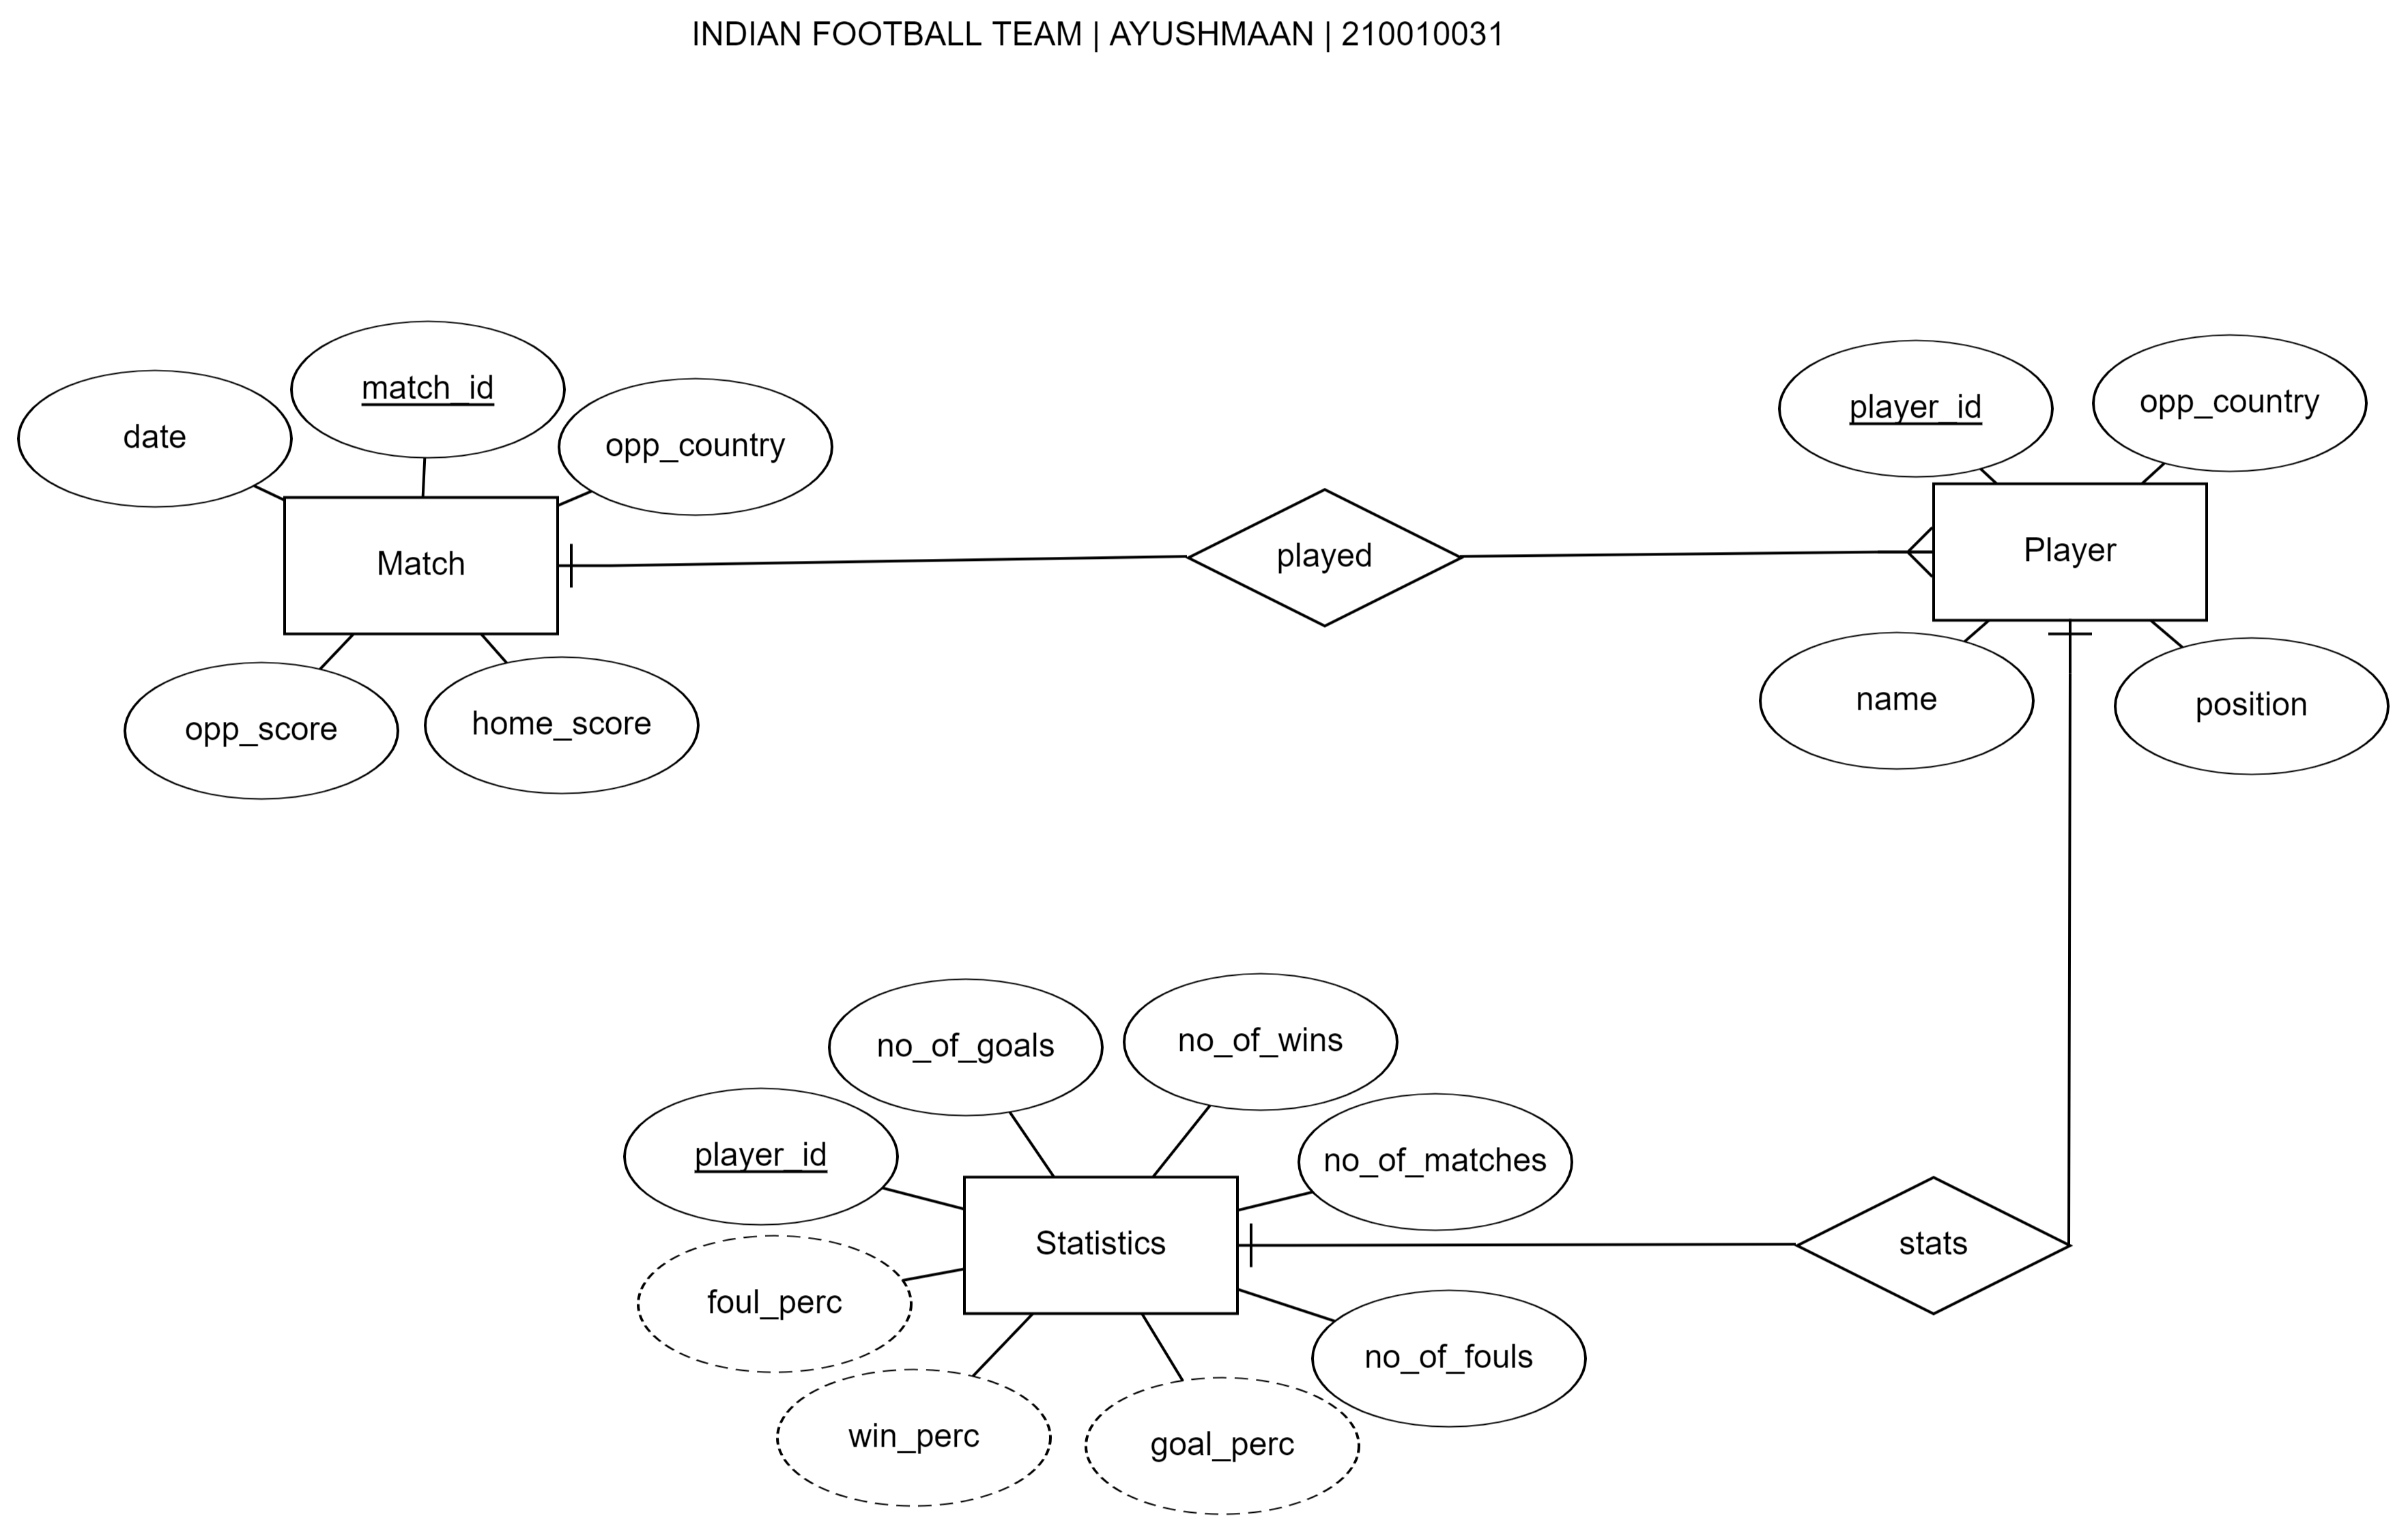 INDIAN FOOTBALL TEAM | AYUSHMAAN | 210010031
match_id
date
opp_country
Match
opp_score
home_score
played
player_id
opp_country
Player
name
position
no_of_goals
no_of_wins
player_id
no_of_matches
Statistics
stats
foul_perc
no_of_fouls
win_perc
goal_perc